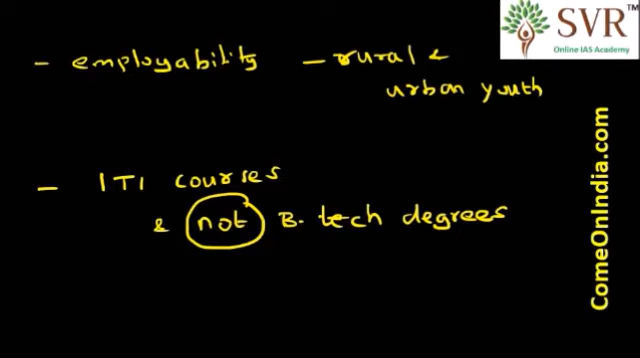 SVR™
Online IAS Academy
- employability - rural &
urban youth
- ITI courses
& not B.tech degrees
ComeOnIndia.com